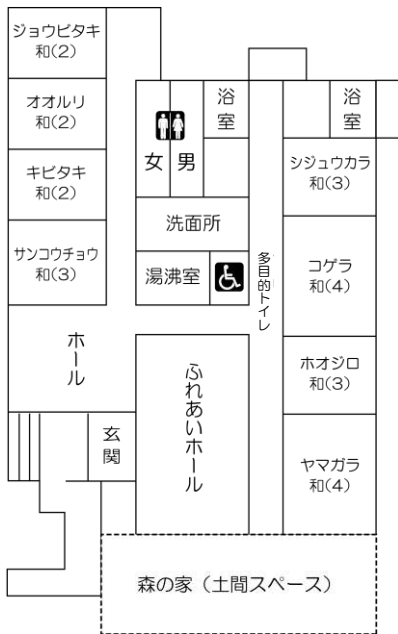 ジョウビタキ
和(2)
オオルリ
和(2)
キビタキ
和(2)
サンコウチョウ
和(3)
ホール
玄関
女
男
浴室
洗面所
湯沸室
多目的トイレ
ふれあいホール
浴室
シジュウカラ
和(3)
コゲラ
和(4)
ホオジロ
和(3)
ヤマガラ
和(4)
森の家（土間スペース）